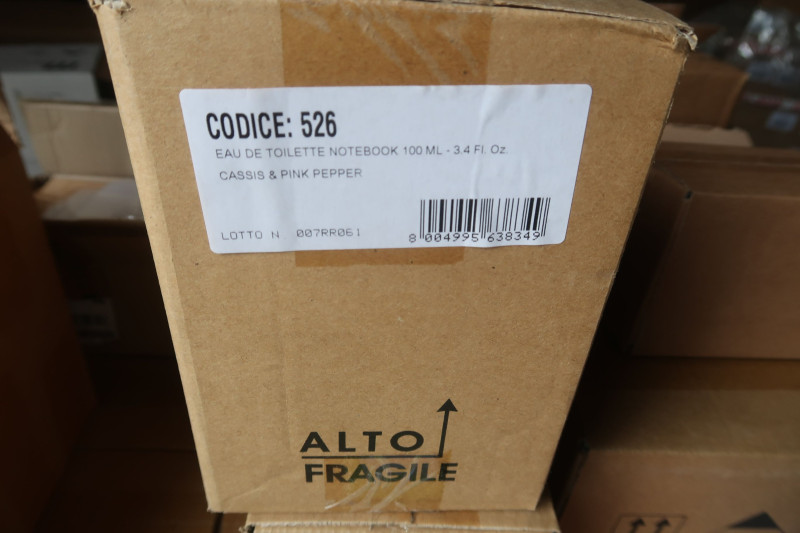 CODICE: 526
EAU DE TOILETTE NOTEBOOK 100 ML - 3.4 Fl. Oz.
CASSIS & PINK PEPPER
LOTTO N. 007RR061
8 004995 638349
ALTO
FRAGILE